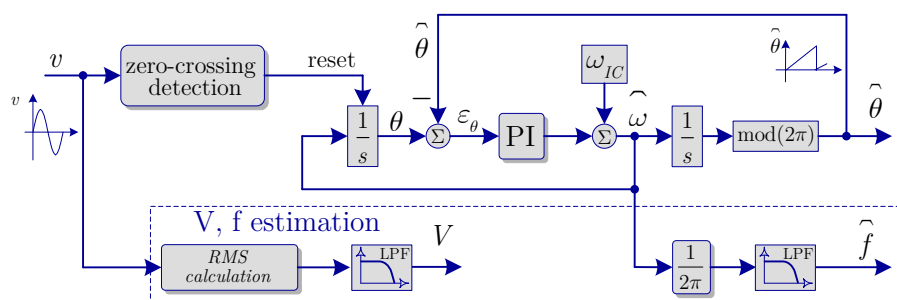 θ̂
v
zero-crossing
detection
reset
ω_IC
θ̂
v
1/s
θ
−
Σ
ε_θ
PI
Σ
ω̂
1/s
mod(2π)
θ̂
V, f estimation
RMS
calculation
LPF
V
1/2π
LPF
f̂